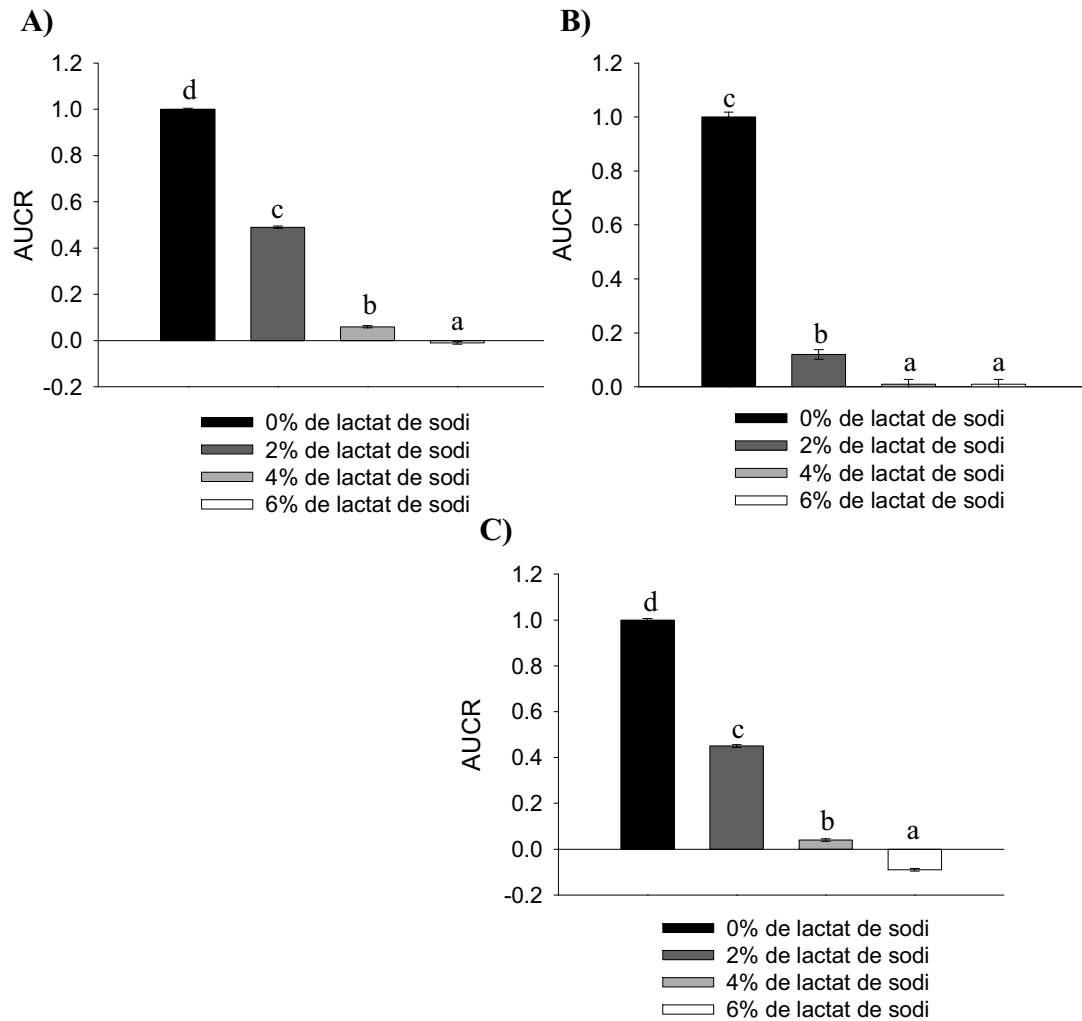 A)
AUCR
1.2
1.0
0.8
0.6
0.4
0.2
0.0
-0.2
d
c
b
a
0% de lactat de sodi
2% de lactat de sodi
4% de lactat de sodi
6% de lactat de sodi
B)
AUCR
1.2
1.0
0.8
0.6
0.4
0.2
0.0
c
b
a
a
0% de lactat de sodi
2% de lactat de sodi
4% de lactat de sodi
6% de lactat de sodi
C)
AUCR
1.2
1.0
0.8
0.6
0.4
0.2
0.0
-0.2
d
c
b
a
0% de lactat de sodi
2% de lactat de sodi
4% de lactat de sodi
6% de lactat de sodi